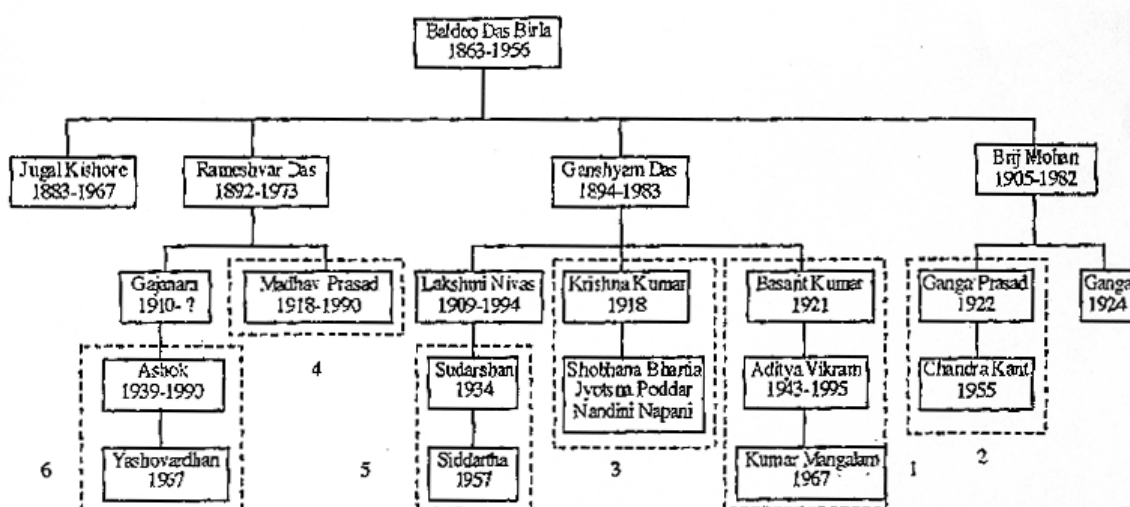 Baldeo Das Birla
1863-1956
Jugal Kishore
1883-1967
Rameshvar Das
1892-1973
Ganshyam Das
1894-1983
Brij Mohan
1905-1982
Gajanara
1910- ?
Madhav Prasad
1918-1990
Lakshmi Nivas
1909-1994
Krishna Kumar
1918
Basant Kumar
1921
Ganga Prasad
1922
Ganga
1924
Ashok
1939-1990
4
Sudarshan
1934
Shobhana Bhartia
Jyotsna Poddar
Nandini Napani
Aditya Vikram
1943-1995
Chandra Kant
1955
6
Yashovardhan
1967
5
Siddartha
1957
3
Kumar Mangalam
1967
1
2